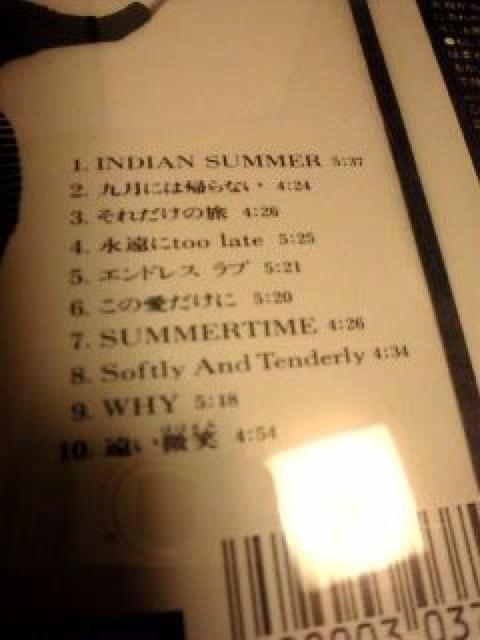 1. INDIAN SUMMER 5:37
2. 九月には帰らない 4:24
3. それだけの旅 4:26
4. 永遠にtoo late 5:25
5. エンドレス ラブ 5:21
6. この愛だけに 5:20
7. SUMMERTIME 4:26
8. Softly And Tenderly 4:34
9. WHY 5:18
10. 遠い微笑 4:54